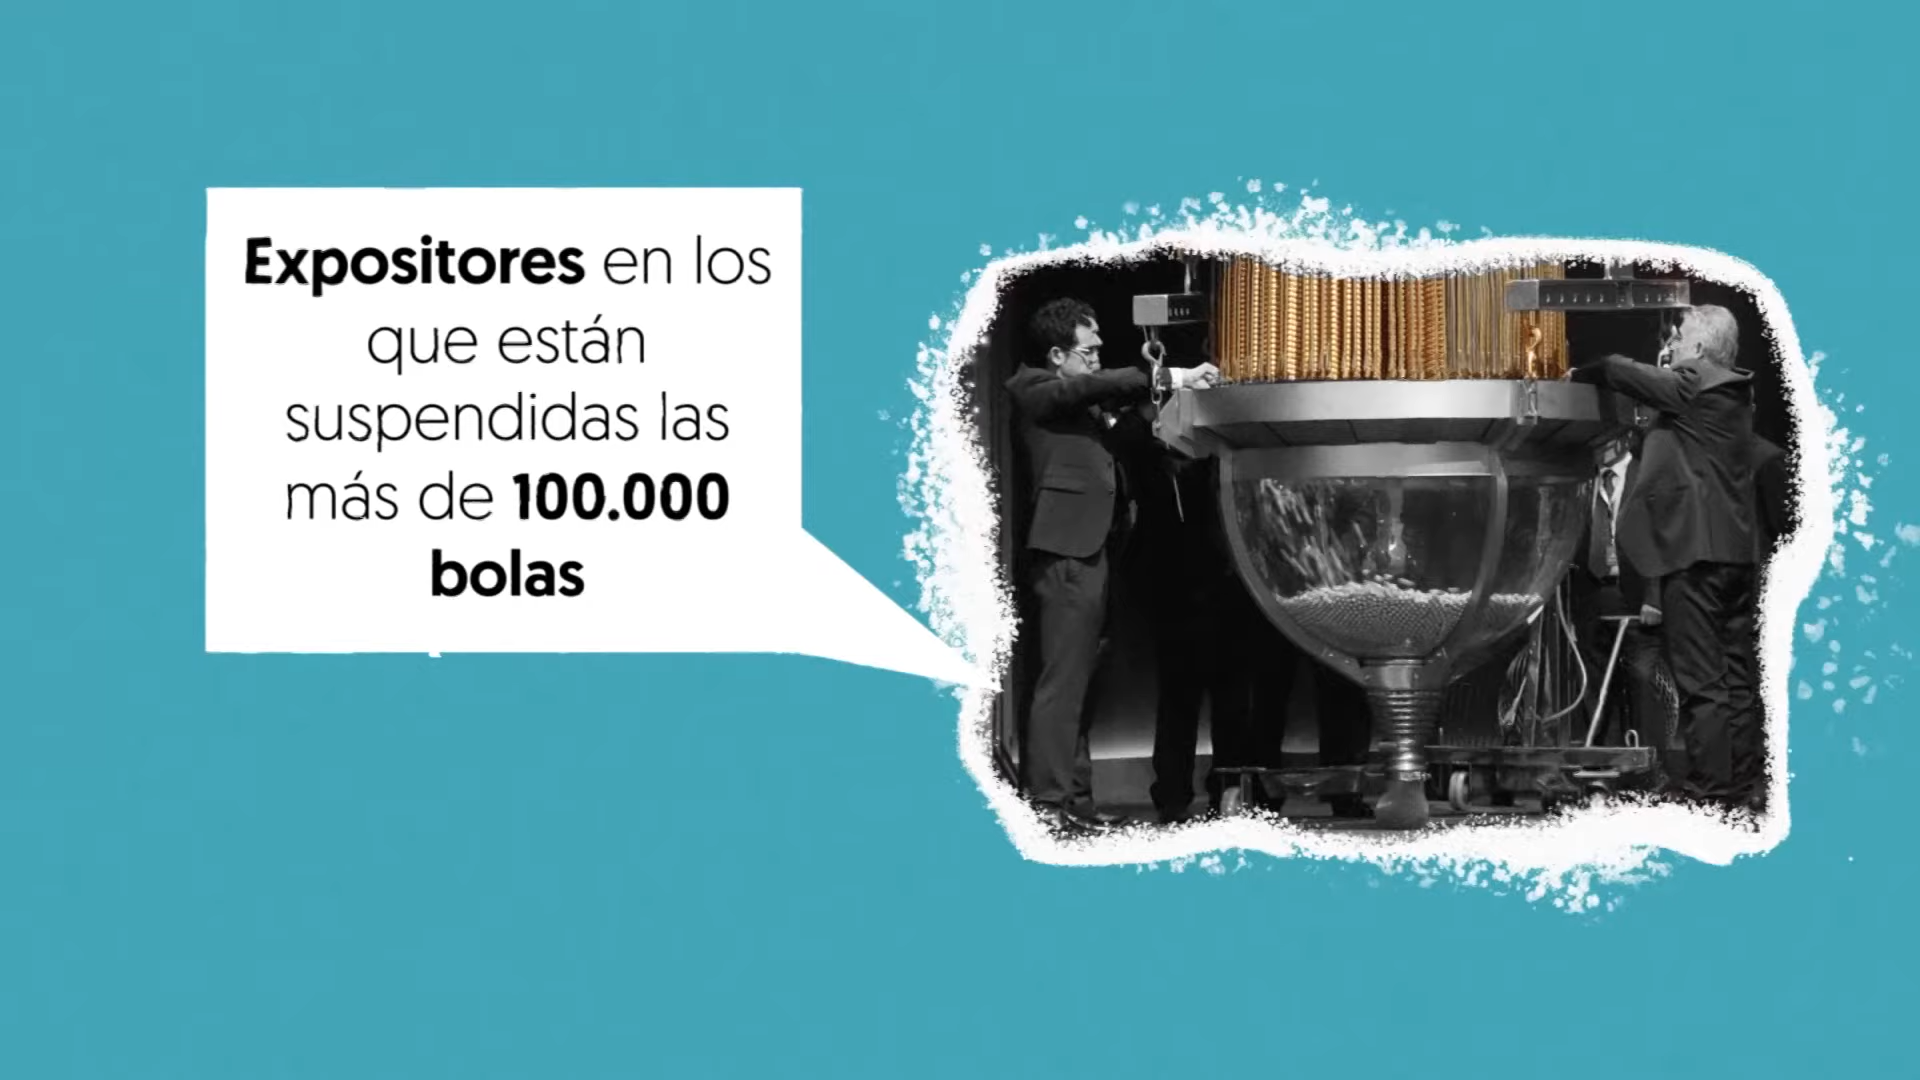 Expositores en los
que están
suspendidas las
más de 100.000
bolas